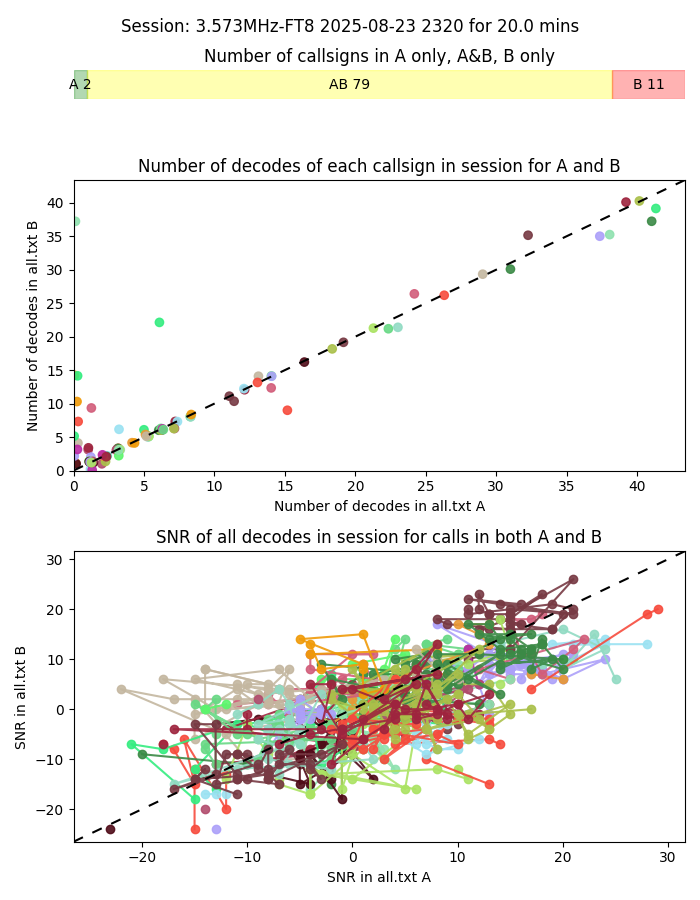 Session: 3.573MHz-FT8 2025-08-23 2320 for 20.0 mins
Number of callsigns in A only, A&B, B only
A 2 AB 79 B 11
Number of decodes of each callsign in session for A and B
40
35
30
25
20
15
10
5
0
Number of decodes in all.txt B
0 5 10 15 20 25 30 35 40
Number of decodes in all.txt A
SNR of all decodes in session for calls in both A and B
30
20
10
0
−10
−20
SNR in all.txt B
−20 −10 0 10 20 30
SNR in all.txt A